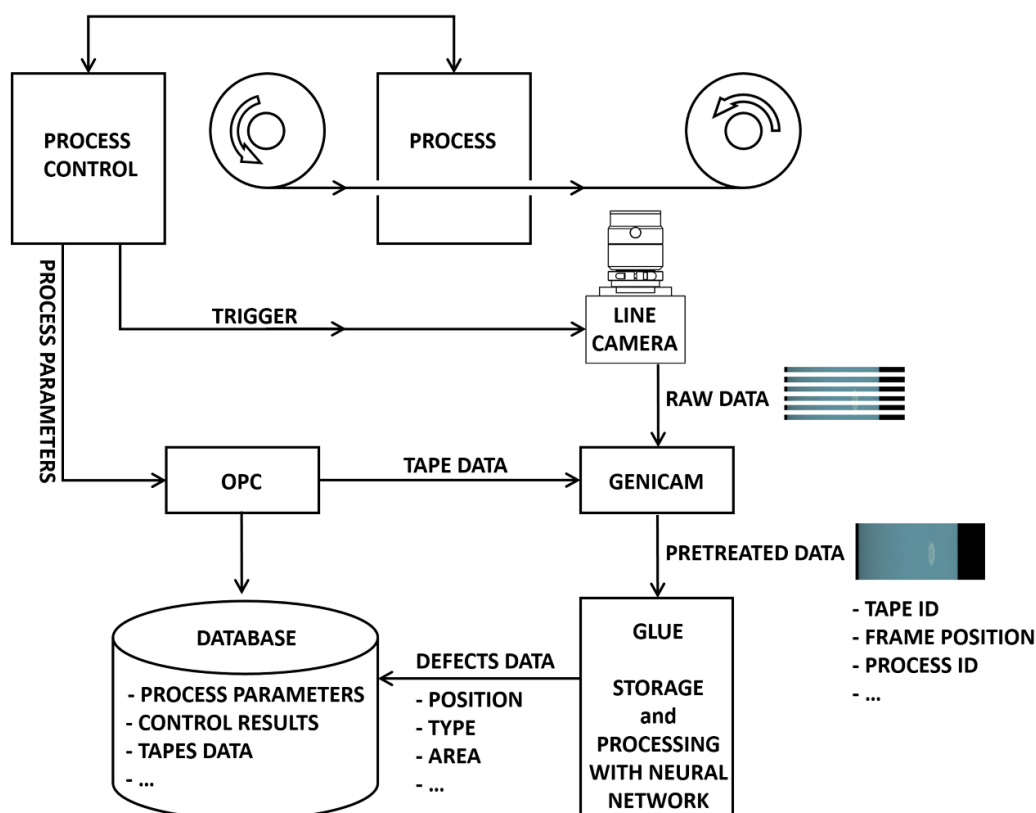 PROCESS
CONTROL
PROCESS
PROCESS PARAMETERS
TRIGGER
LINE
CAMERA
RAW DATA
OPC
TAPE DATA
GENICAM
PRETREATED DATA
- TAPE ID
- FRAME POSITION
- PROCESS ID
- ...
DATABASE
- PROCESS PARAMETERS
- CONTROL RESULTS
- TAPES DATA
- ...
DEFECTS DATA
- POSITION
- TYPE
- AREA
- ...
GLUE
STORAGE
and
PROCESSING
WITH NEURAL
NETWORK